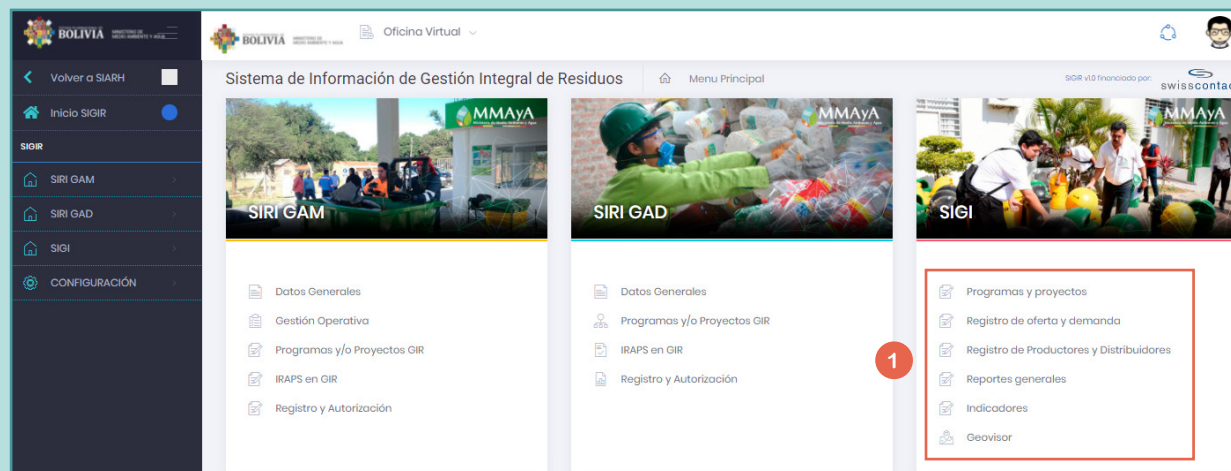 BOLIVIA
BOLIVIA
Oficina Virtual
Volver a SIARH
Inicio SIGIR
SIGIR
SIRI GAM
SIRI GAD
SIGI
CONFIGURACIÓN
Sistema de Información de Gestión Integral de Residuos
Menu Principal
SIGIR v1.0 financiado por:
swisscontac
MMAyA
SIRI GAM
Datos Generales
Gestión Operativa
Programas y/o Proyectos GIR
IRAPS en GIR
Registro y Autorización
MMAyA
SIRI GAD
Datos Generales
Programas y/o Proyectos GIR
IRAPS en GIR
Registro y Autorización
MMAyA
SIGI
1
Programas y proyectos
Registro de oferta y demanda
Registro de Productores y Distribuidores
Reportes generales
Indicadores
Geovisor